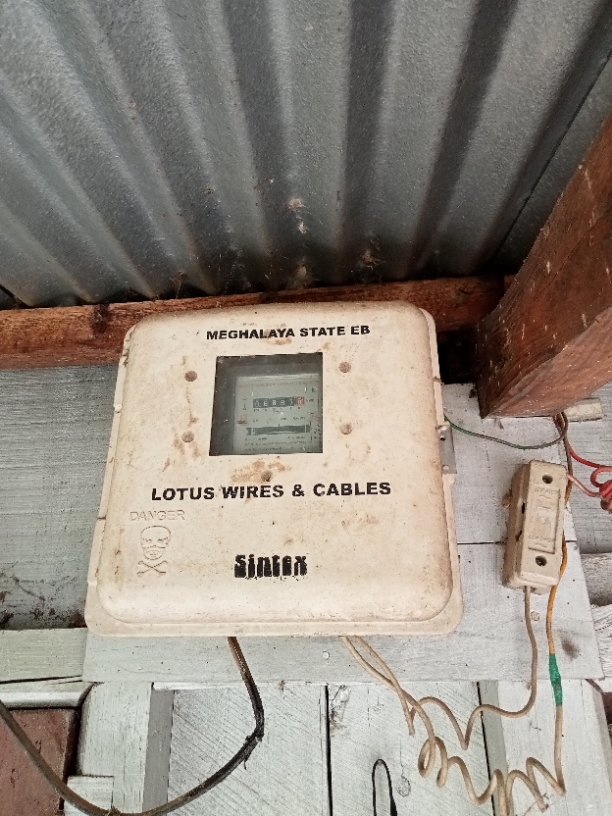 MEGHALAYA STATE EB
LOTUS WIRES & CABLES
DANGER
Sintex